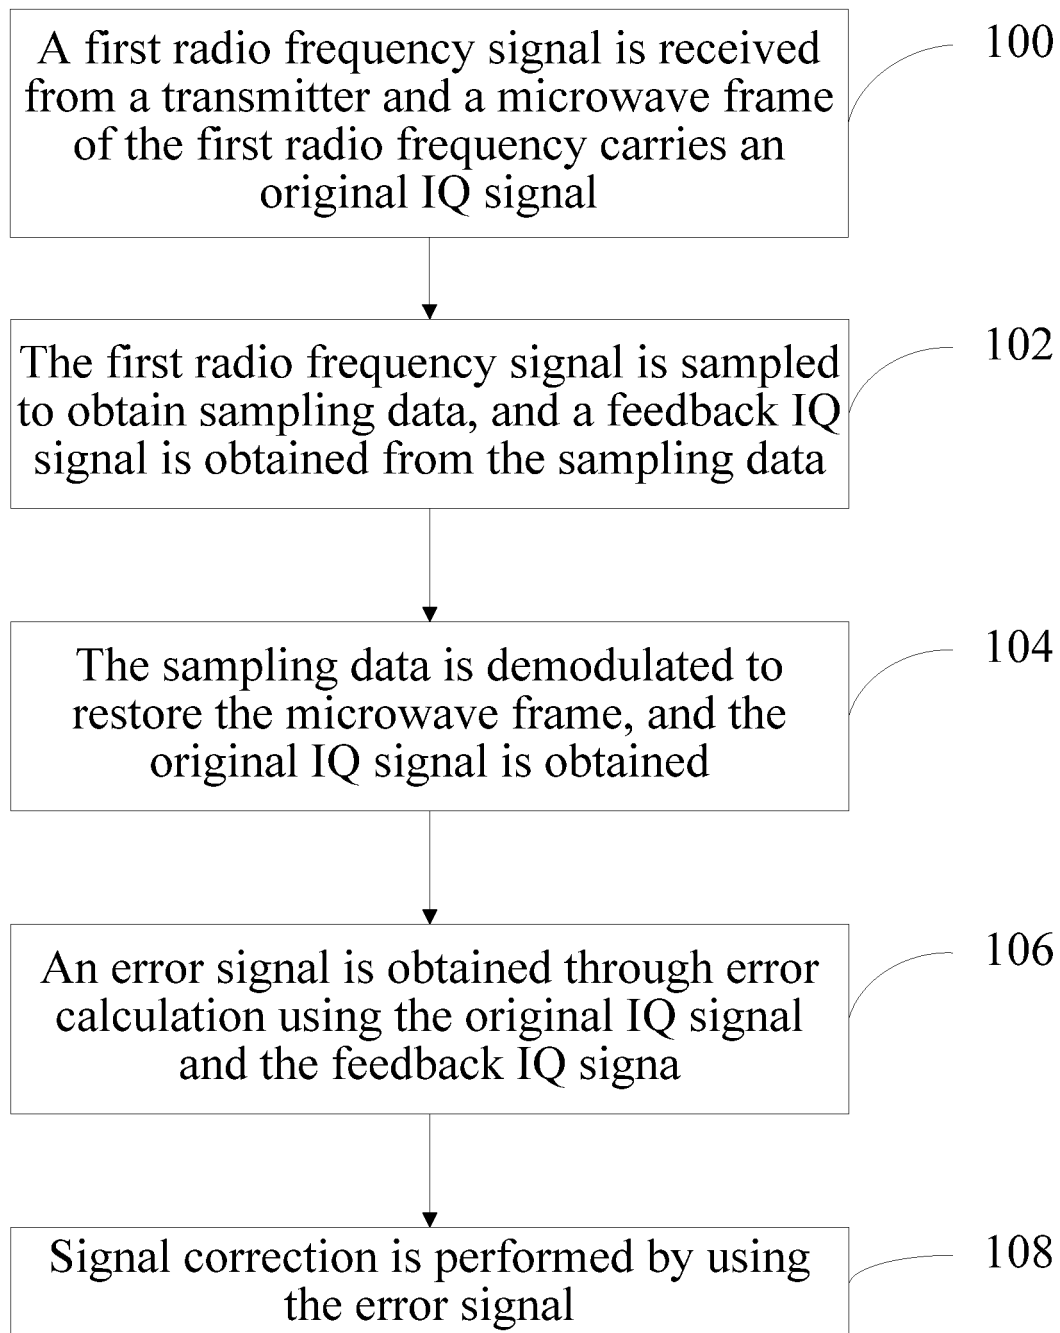 A first radio frequency signal is received
from a transmitter and a microwave frame
of the first radio frequency carries an
original IQ signal
100
The first radio frequency signal is sampled
to obtain sampling data, and a feedback IQ
signal is obtained from the sampling data
102
The sampling data is demodulated to
restore the microwave frame, and the
original IQ signal is obtained
104
An error signal is obtained through error
calculation using the original IQ signal
and the feedback IQ signa
106
Signal correction is performed by using
the error signal
108